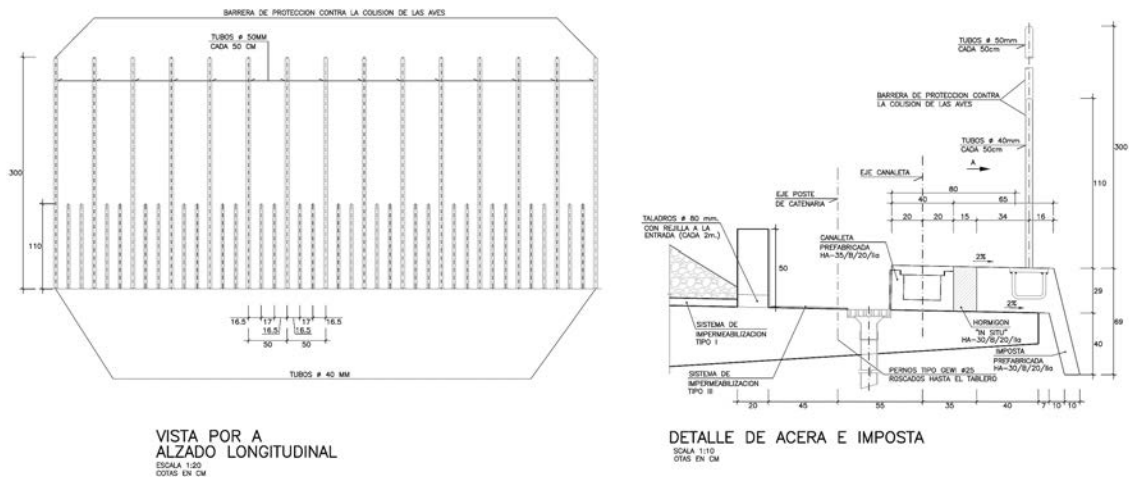 BARRERA DE PROTECCION CONTRA LA COLISION DE LAS AVES
TUBOS ø 50MM
CADA 50 CM
300
110
16.5 17 17 16.5
16.5 16.5
50 50
TUBOS ø 40 MM
VISTA POR A
ALZADO LONGITUDINAL
ESCALA 1:20
COTAS EN CM
TUBOS ø 50mm
CADA 50cm
BARRERA DE PROTECCION CONTRA
LA COLISION DE LAS AVES
TUBOS ø 40mm
CADA 50cm
A
300
110
EJE CANALETA
EJE POSTE
DE CATENARIA
60
40 65
20 20 15 34 16
TALADROS ø 80 mm.
CON REJILLA A LA
ENTRADA (CADA 2m.)
50
CANALETA
PREFABRICADA
HA-35/B/20/IIa
2%
2%
29
69
40
SISTEMA DE
IMPERMEABILIZACION
TIPO I
HORMIGON
"IN SITU"
HA-30/B/20/IIa
IMPOSTA
PREFABRICADA
HA-30/B/20/IIa
SISTEMA DE
IMPERMEABILIZACION
TIPO III
PERNOS TIPO GEWI ø25
ROSCADOS HASTA EL TABLERO
20 45 55 35 40 7 10 10
DETALLE DE ACERA E IMPOSTA
SCALA 1:10
OTAS EN CM